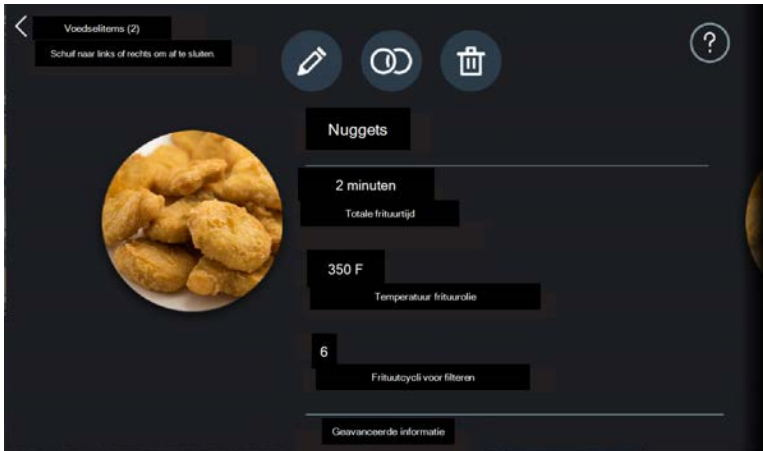 Voedselitems (2)
Schuif naar links of rechts om af te sluiten.
?
Nuggets
2 minuten
Totale frituurtijd
350 F
Temperatuur frituurolie
6
Frituutcycli voor filteren
Geavanceerde informatie